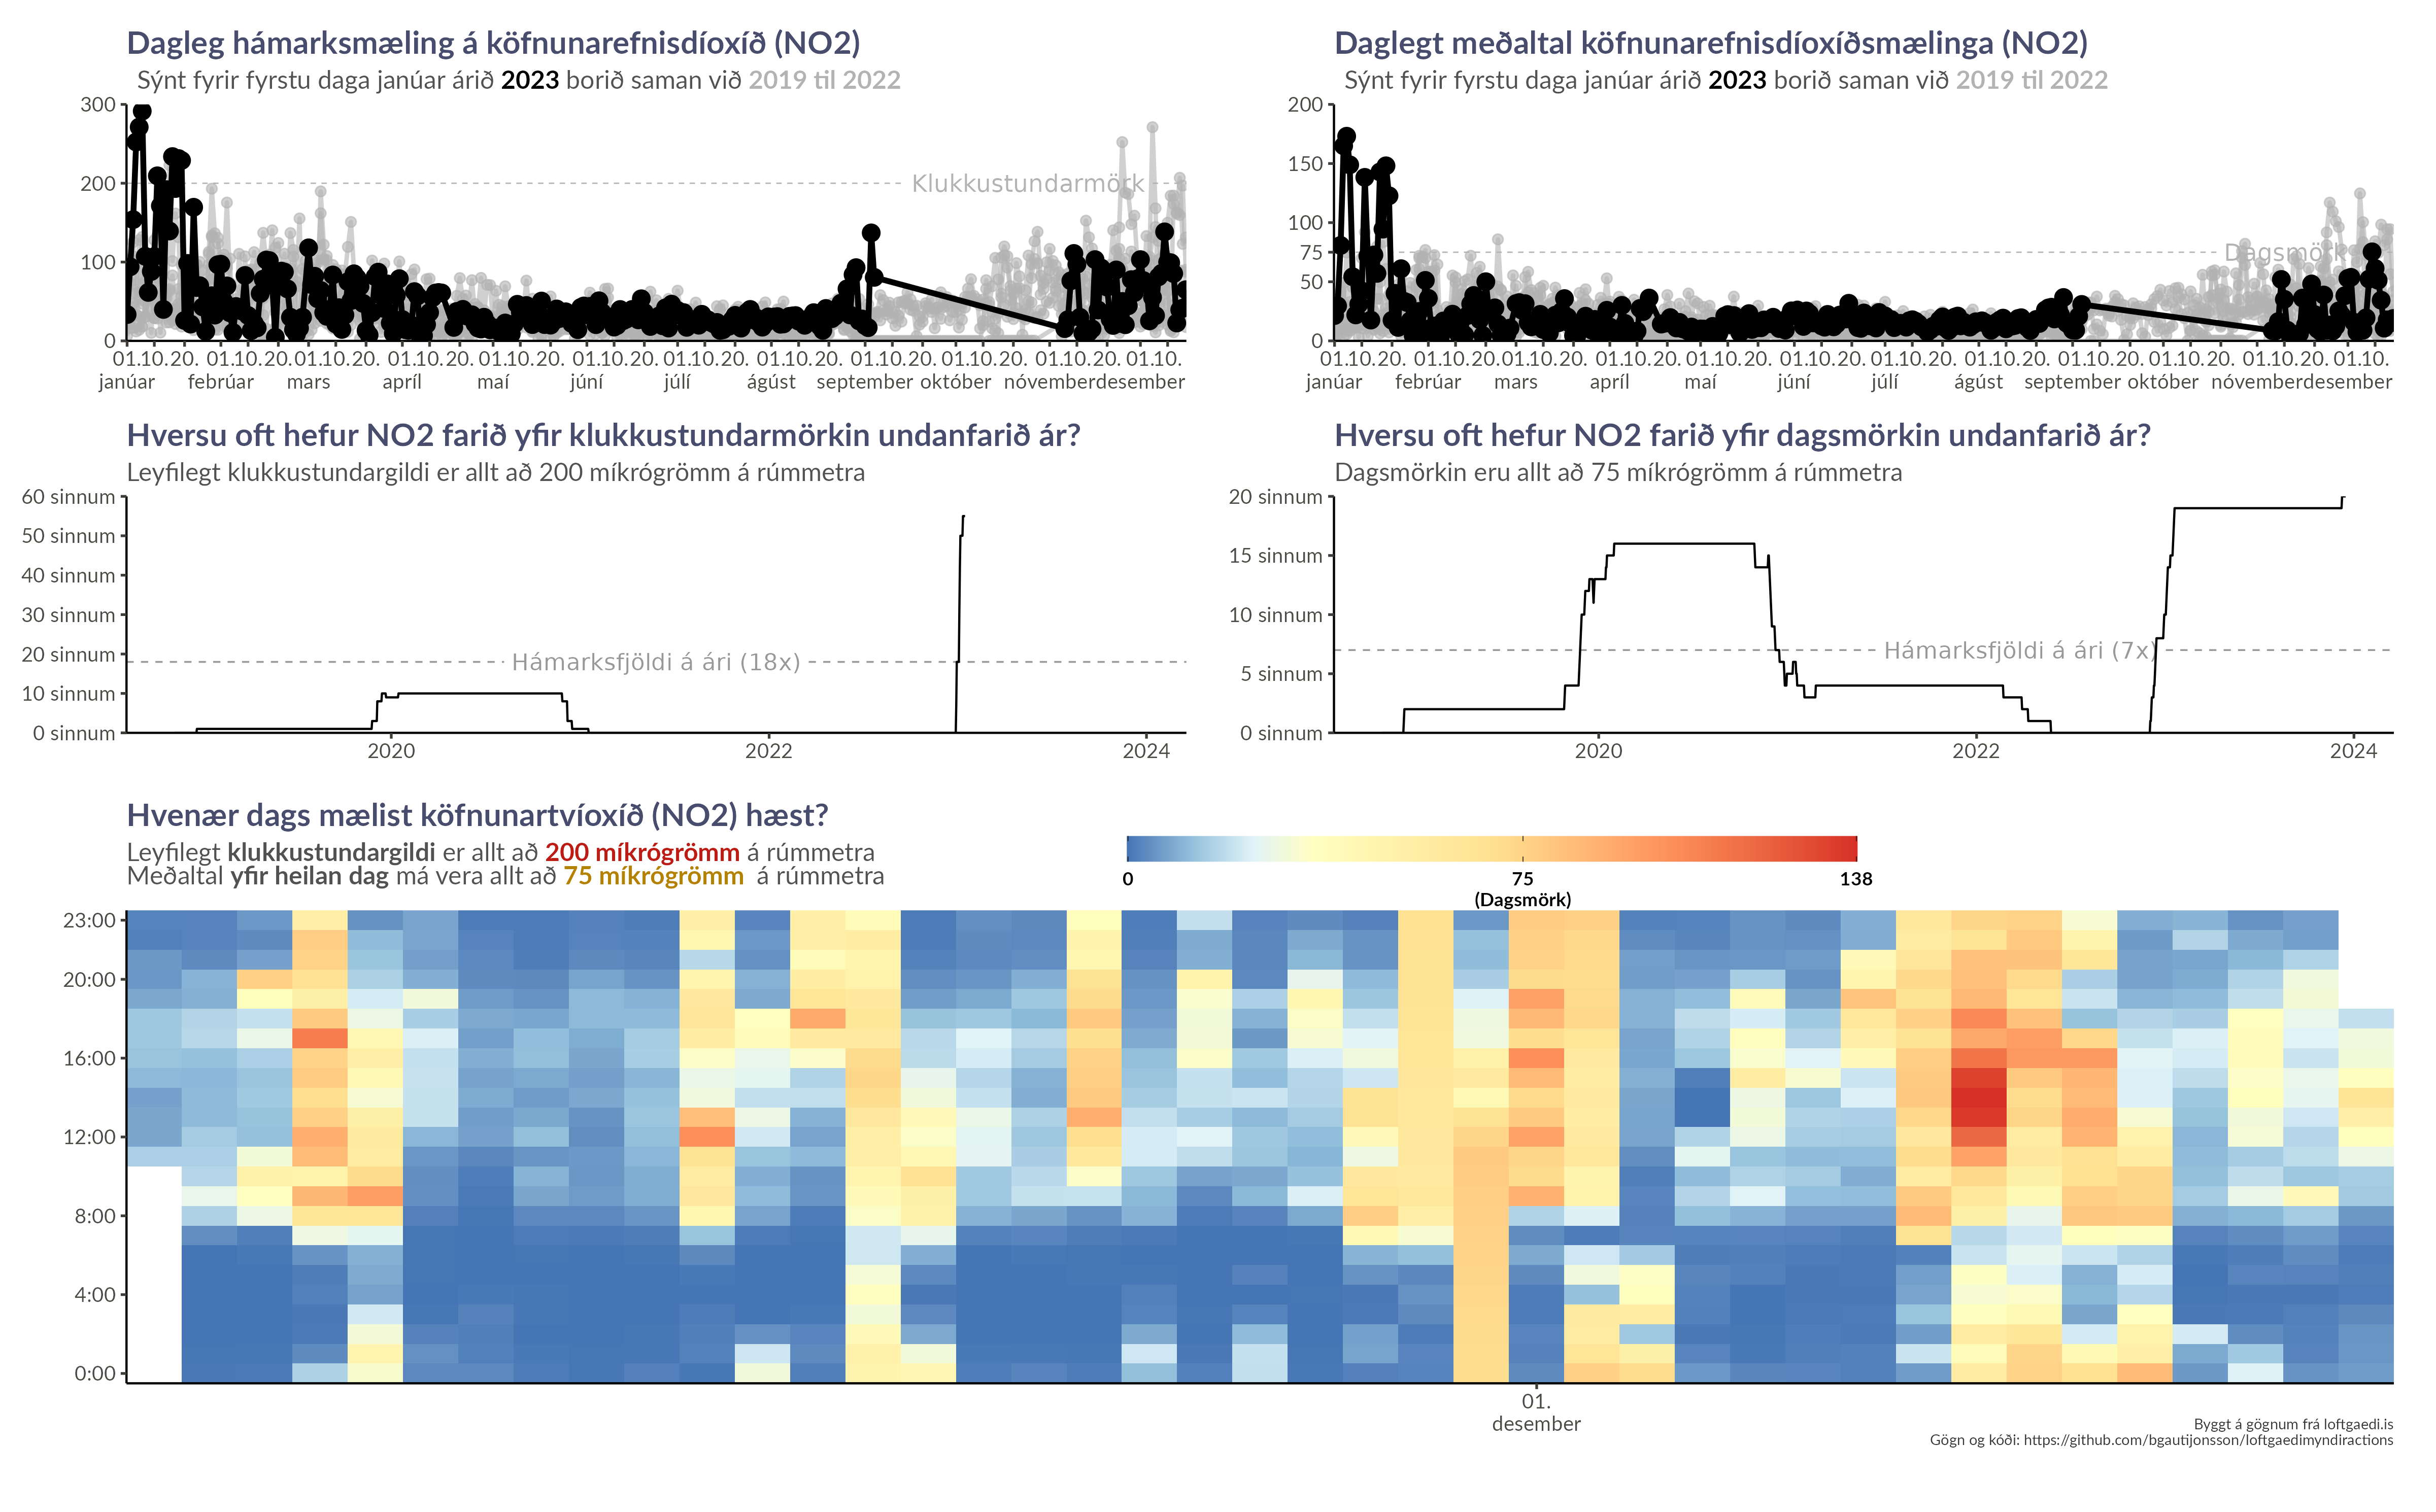 Dagleg hámarksmæling á köfnunarefnisdíoxíð (NO2)
Sýnt fyrir fyrstu daga janúar árið 2023 borið saman við 2019 til 2022
300
200
100
0
Klukkustundarmörk
01.10.20. 01.10.20. 01.10.20. 01.10.20. 01.10.20. 01.10.20. 01.10.20. 01.10.20. 01.10.20. 01.10.20. 01.10.20. 01.10.
janúar febrúar mars apríl maí júní júlí ágúst september október nóvember desember
Daglegt meðaltal köfnunarefnisdíoxíðsmælinga (NO2)
Sýnt fyrir fyrstu daga janúar árið 2023 borið saman við 2019 til 2022
200
150
100
75
50
0
Dagsmörk
01.10.20. 01.10.20. 01.10.20. 01.10.20. 01.10.20. 01.10.20. 01.10.20. 01.10.20. 01.10.20. 01.10.20. 01.10.20. 01.10.
janúar febrúar mars apríl maí júní júlí ágúst september október nóvember desember
Hversu oft hefur NO2 farið yfir klukkustundarmörkin undanfarið ár?
Leyfilegt klukkustundargildi er allt að 200 míkrógrömm á rúmmetra
60 sinnum
50 sinnum
40 sinnum
30 sinnum
20 sinnum
10 sinnum
0 sinnum
Hámarksfjöldi á ári (18x)
2020 2022 2024
Hversu oft hefur NO2 farið yfir dagsmörkin undanfarið ár?
Dagsmörkin eru allt að 75 míkrógrömm á rúmmetra
20 sinnum
15 sinnum
10 sinnum
5 sinnum
0 sinnum
Hámarksfjöldi á ári (7x)
2020 2022 2024
Hvenær dags mælist köfnunartvíoxíð (NO2) hæst?
Leyfilegt klukkustundargildi er allt að 200 míkrógrömm á rúmmetra
Meðaltal yfir heilan dag má vera allt að 75 míkrógrömm á rúmmetra
0 75 138
(Dagsmörk)
23:00
20:00
16:00
12:00
8:00
4:00
0:00
01.
desember
Byggt á gögnum frá loftgaedi.is
Gögn og kóði: https://github.com/bgautijonsson/loftgaedimyndiractions